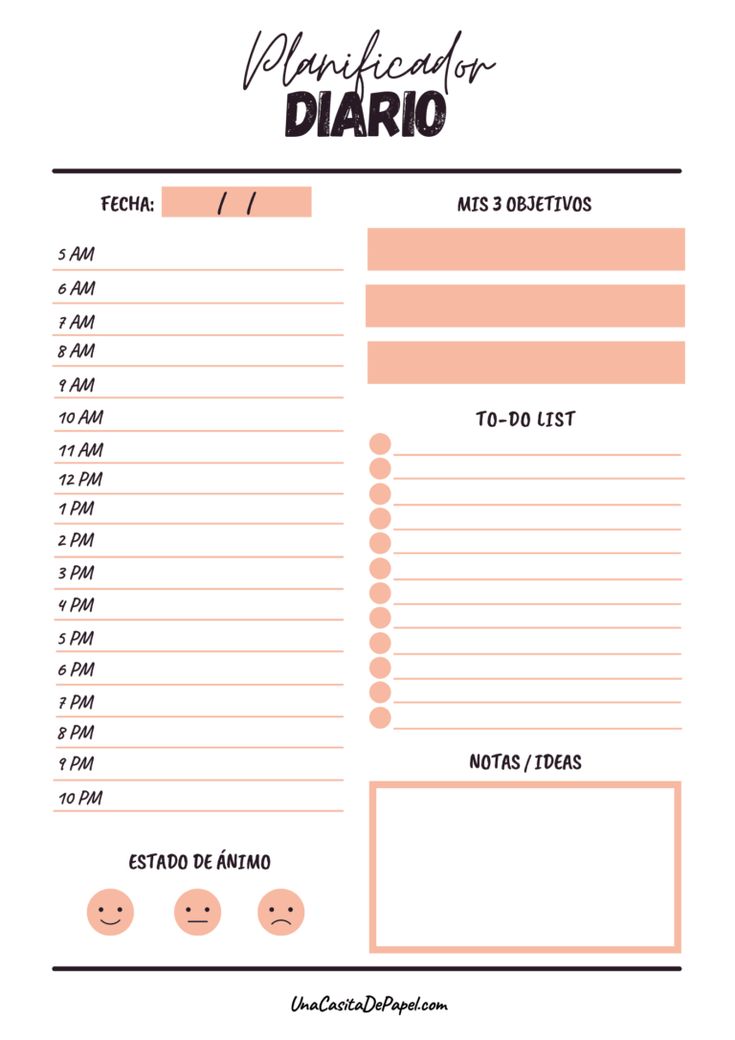 Planificador
DIARIO
FECHA: / /
5 AM
6 AM
7 AM
8 AM
9 AM
10 AM
11 AM
12 PM
1 PM
2 PM
3 PM
4 PM
5 PM
6 PM
7 PM
8 PM
9 PM
10 PM
ESTADO DE ÁNIMO
MIS 3 OBJETIVOS
TO-DO LIST
NOTAS / IDEAS
UnaCasitaDePapel.com